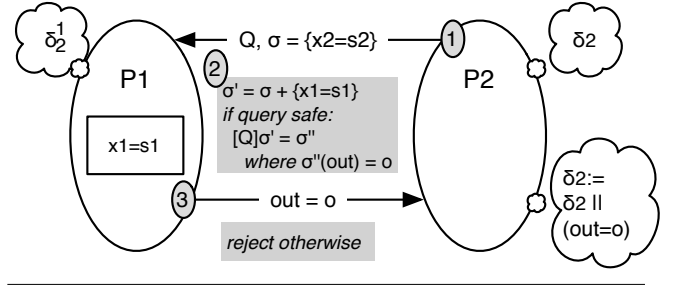 δ₂¹
Q, σ = {x2=s2}
1
δ2
P1
2
P2
σ' = σ + {x1=s1}
if query safe:
[Q]σ' = σ''
where σ''(out) = o
x1=s1
3
out = o
δ2:=
δ2 ||
(out=o)
reject otherwise